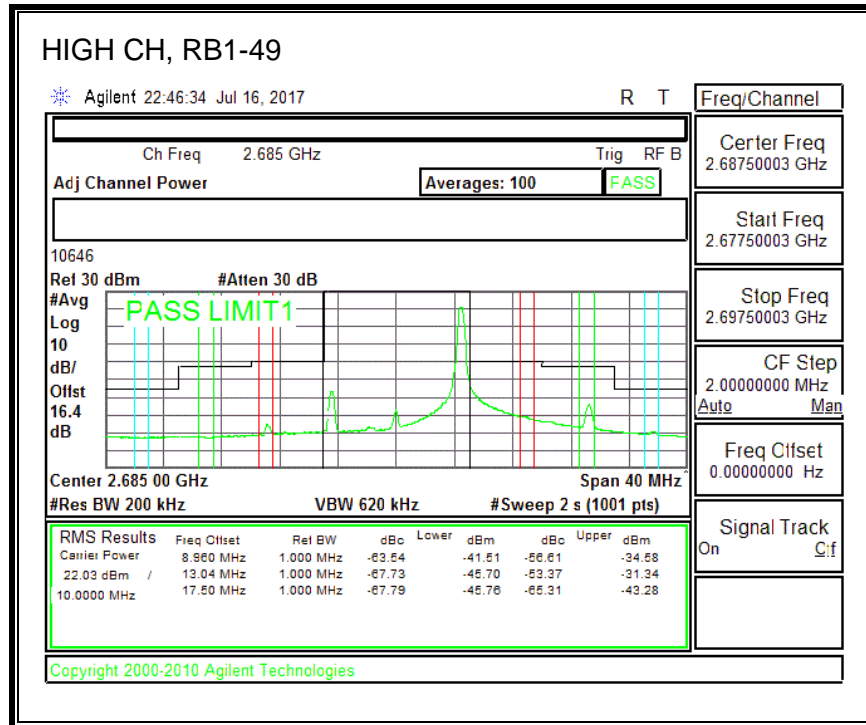 HIGH CH, RB1-49
Agilent 22:46:34 Jul 16, 2017 R T
Ch Freq 2.685 GHz Trig RF B
Adj Channel Power Averages: 100 PASS
10646
Ref 30 dBm #Atten 30 dB
#Avg
Log
10
dB/
Offst
16.4
dB
PASS LIMIT1
Center 2.685 00 GHz Span 40 MHz
#Res BW 200 kHz VBW 620 kHz #Sweep 2 s (1001 pts)
RMS Results Freq Offset Ref BW dBc Lower dBm dBc Upper dBm
Carrier Power 8.960 MHz 1.000 MHz -63.54 -41.51 -56.61 -34.58
22.03 dBm / 13.04 MHz 1.000 MHz -67.73 -45.70 -53.37 -31.34
10.0000 MHz 17.50 MHz 1.000 MHz -67.79 -45.76 -65.31 -43.28
Copyright 2000-2010 Agilent Technologies
Freq/Channel
Center Freq
2.68750003 GHz
Start Freq
2.67750003 GHz
Stop Freq
2.69750003 GHz
CF Step
2.00000000 MHz
Auto Man
Freq Offset
0.00000000 Hz
Signal Track
On Off